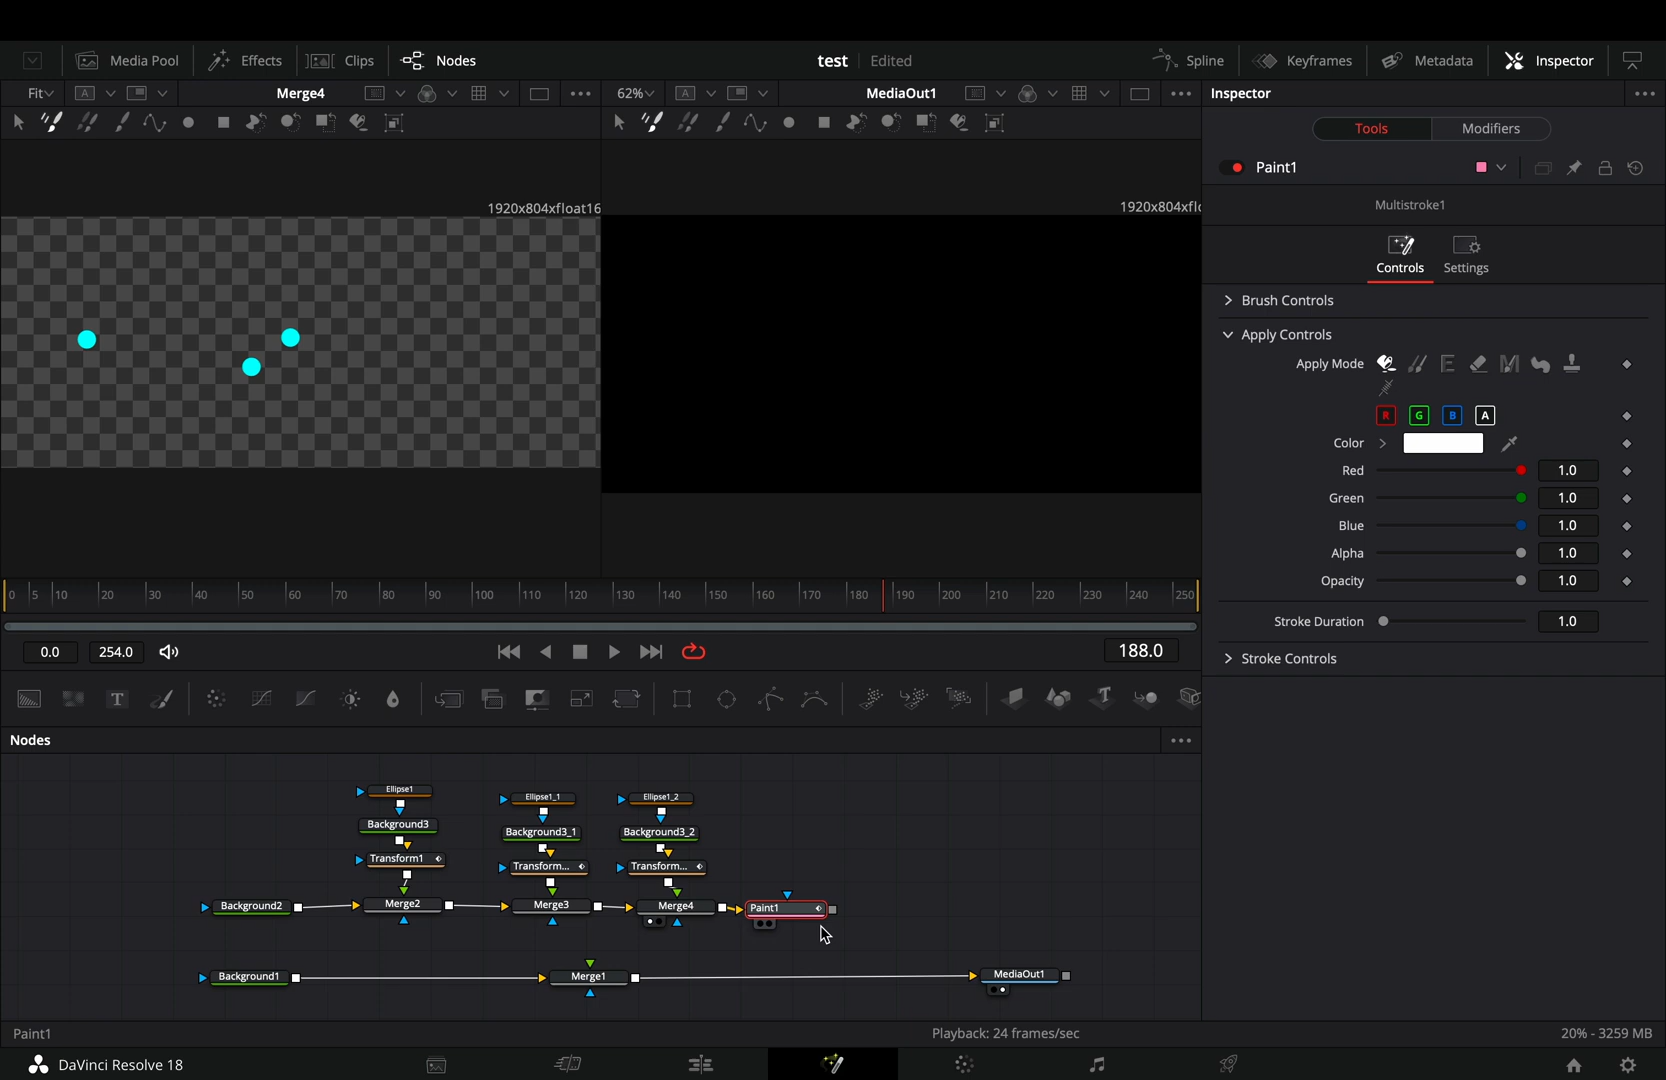 Media Pool Effects Clips Nodes test Edited Spline Keyframes Metadata Inspector
Fit A Merge4 62% A MediaOut1 Inspector
Tools Modifiers
Paint1
Multistroke1
1920x804xfloat16 1920x804xflo
Controls Settings
Brush Controls
Apply Controls
Apply Mode E
R G B A
Color
Red 1.0
Green 1.0
Blue 1.0
Alpha 1.0
Opacity 1.0
0 5 10 20 30 40 50 60 70 80 90 100 110 120 130 140 150 160 170 180 190 200 210 220 230 240 250
Stroke Duration 1.0
0.0 254.0 188.0
Stroke Controls
T T
Nodes
Ellipse1 Ellipse1_1 Ellipse1_2
Background3 Background3_1 Background3_2
Transform1 Transform... Transform...
Background2 Merge2 Merge3 Merge4 Paint1
Background1 Merge1 MediaOut1
Paint1 Playback: 24 frames/sec 20% - 3259 MB
DaVinci Resolve 18